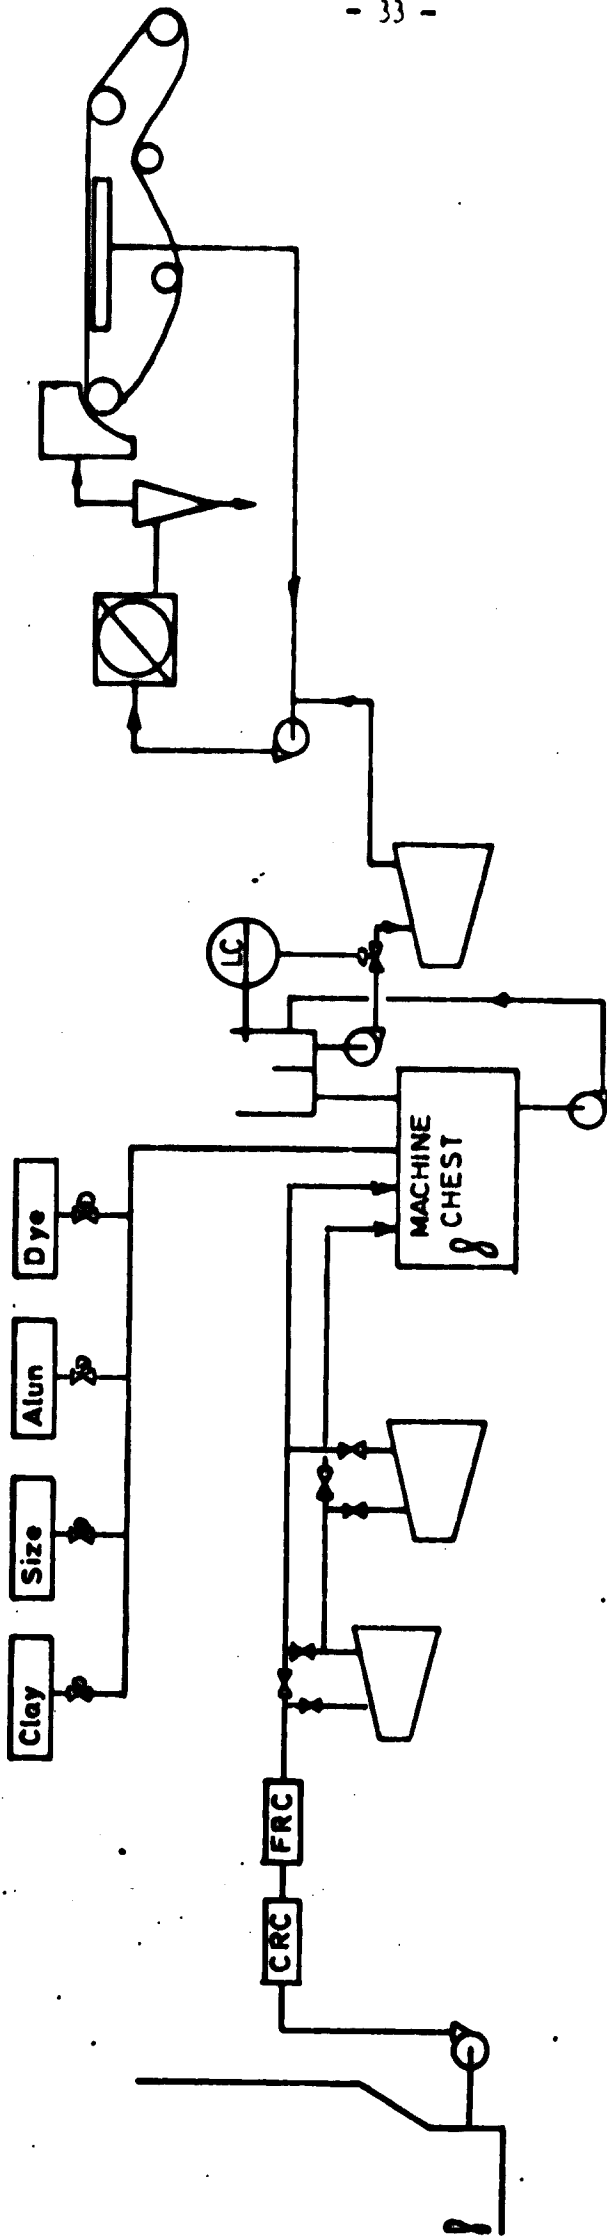 - 33 -
Clay
Size
Alun
Dye
CRC
FRC
LC
MACHINE
CHEST